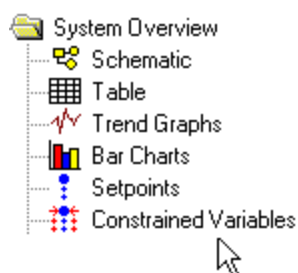 System Overview
Schematic
Table
Trend Graphs
Bar Charts
Setpoints
Constrained Variables